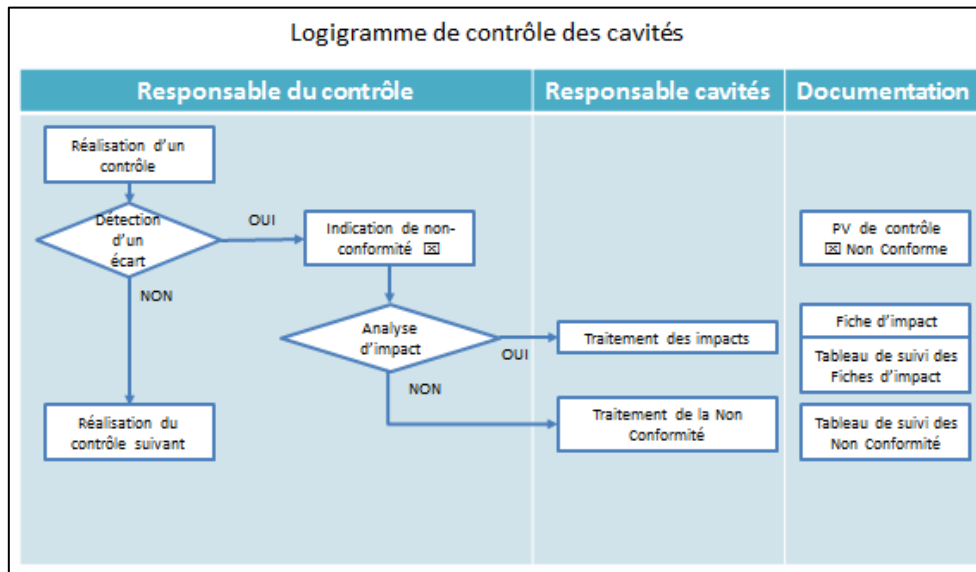 Logigramme de contrôle des cavités
Responsable du contrôle
Responsable cavités
Documentation
Réalisation d'un
contrôle
Détection
d'un
écart
OUI
Indication de non-
conformité ☒
PV de contrôle
☒ Non Conforme
NON
Analyse
d'impact
OUI
Traitement des impacts
Fiche d'impact
Tableau de suivi des
Fiches d'impact
NON
Réalisation du
contrôle suivant
Traitement de la Non
Conformité
Tableau de suivi des
Non Conformité